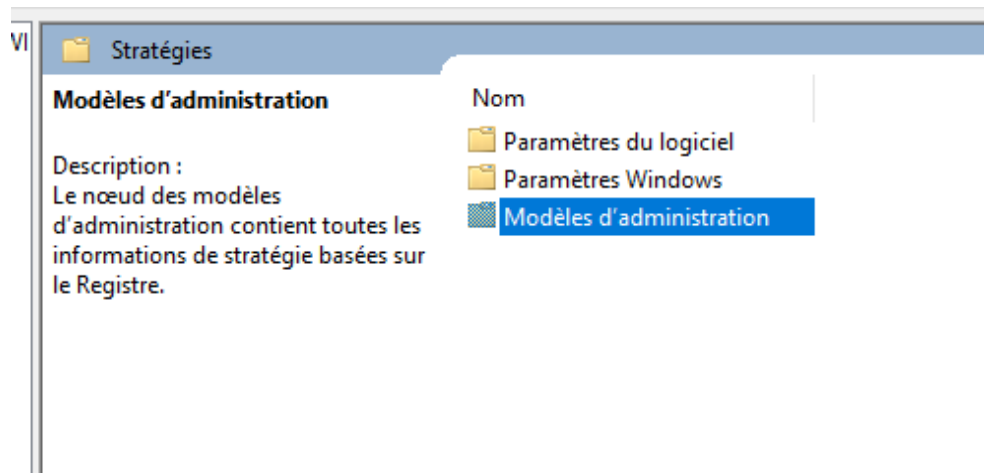 VI
Stratégies
Modèles d’administration
Description :
Le nœud des modèles
d’administration contient toutes les
informations de stratégie basées sur
le Registre.
Nom
Paramètres du logiciel
Paramètres Windows
Modèles d’administration